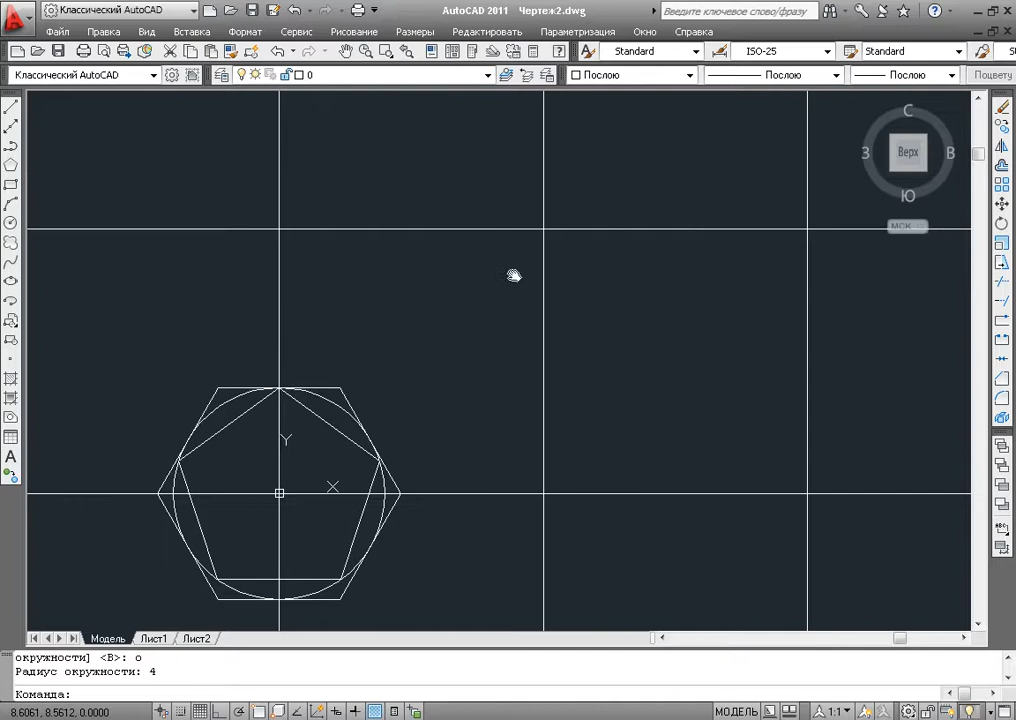 Классический AutoCAD
AutoCAD 2011 Чертеж2.dwg
Введите ключевое слово/фразу
Файл Правка Вид Вставка Формат Сервис Рисование Размеры Редактировать Параметризация Окно Справка
Standard ISO-25 Standard St
Классический AutoCAD 0 Послою Послою Послою Поцвету
С
З Верх В
Ю
МСК
Y
X
Модель Лист1 Лист2
окружности] <В>: о
Радиус окружности: 4
Команда:
8.6061, 8.5612, 0.0000 МОДЕЛЬ 1:1